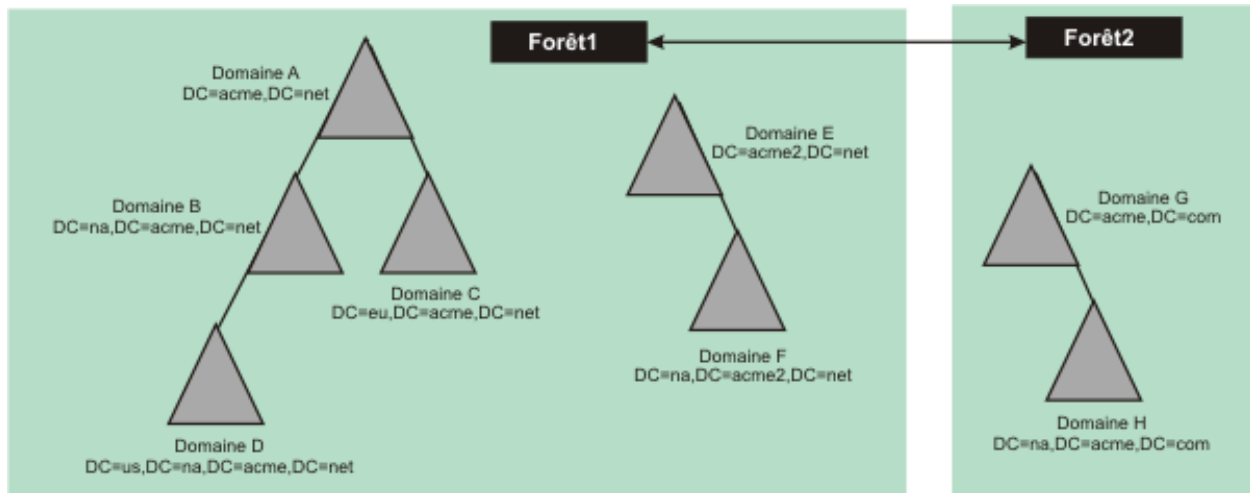 Forêt1
Forêt2
Domaine A
DC=acme,DC=net
Domaine B
DC=na,DC=acme,DC=net
Domaine C
DC=eu,DC=acme,DC=net
Domaine D
DC=us,DC=na,DC=acme,DC=net
Domaine E
DC=acme2,DC=net
Domaine F
DC=na,DC=acme2,DC=net
Domaine G
DC=acme,DC=com
Domaine H
DC=na,DC=acme,DC=com